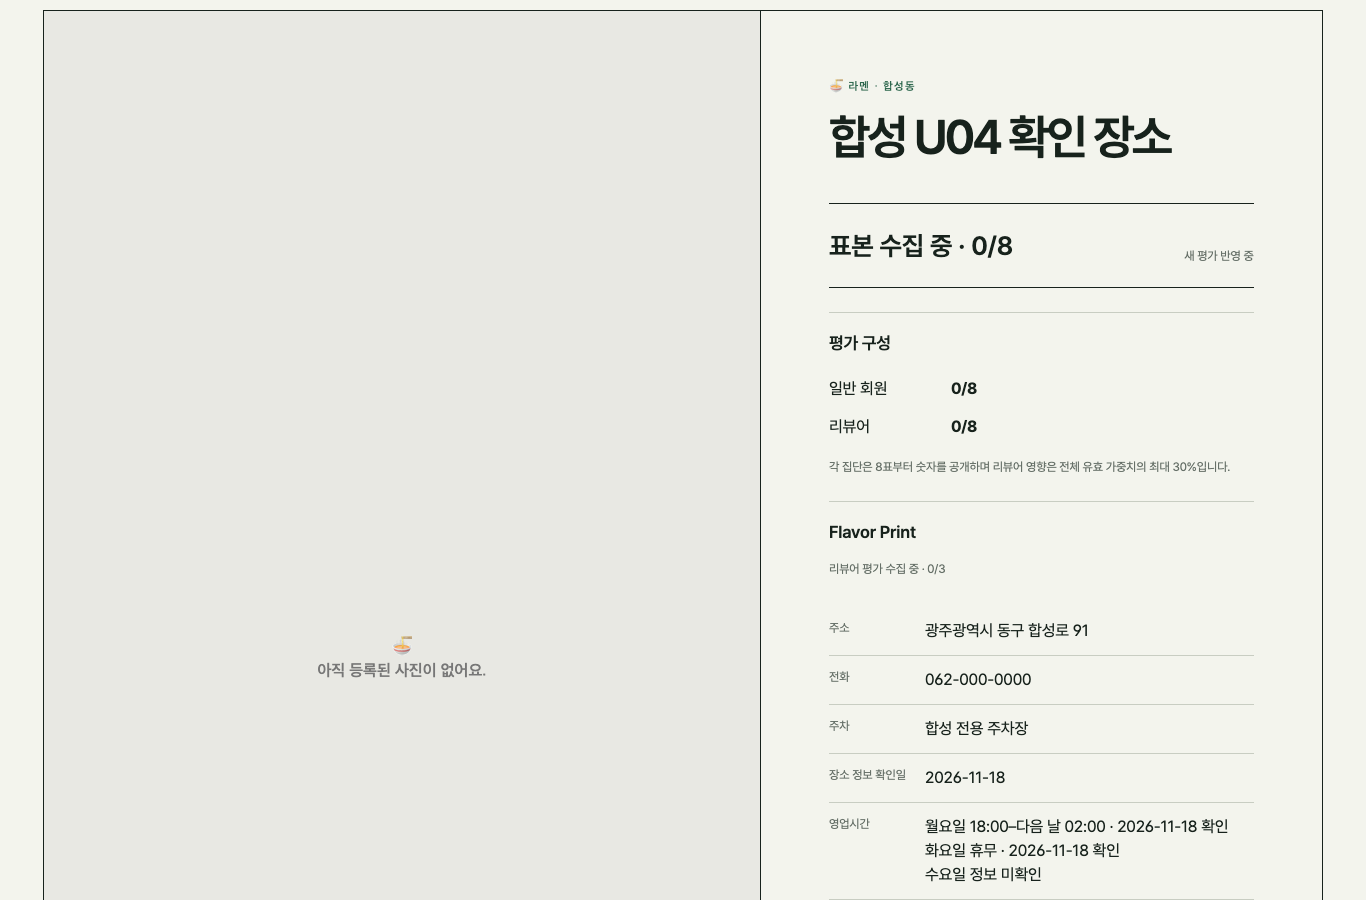 아직 등록된 사진이 없어요.
라멘 · 합성동
합성 U04 확인 장소
표본 수집 중 · 0/8
새 평가 반영 중
평가 구성
일반 회원 0/8
리뷰어 0/8
각 집단은 8표부터 숫자를 공개하며 리뷰어 영향은 전체 유효 가중치의 최대 30%입니다.
Flavor Print
리뷰어 평가 수집 중 · 0/3
주소 광주광역시 동구 합성로 91
전화 062-000-0000
주차 합성 전용 주차장
장소 정보 확인일 2026-11-18
영업시간 월요일 18:00–다음 날 02:00 · 2026-11-18 확인
화요일 휴무 · 2026-11-18 확인
수요일 정보 미확인